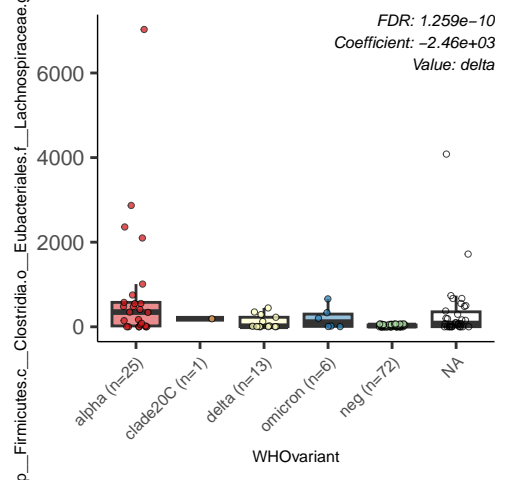 FDR: 1.259e−10
Coefficient: −2.46e+03
Value: delta
p__Firmicutes.c__Clostridia.o__Eubacteriales.f__Lachnospiraceae.g
6000
4000
2000
0
alpha (n=25)
clade20C (n=1)
delta (n=13)
omicron (n=6)
neg (n=72)
NA
WHOvariant